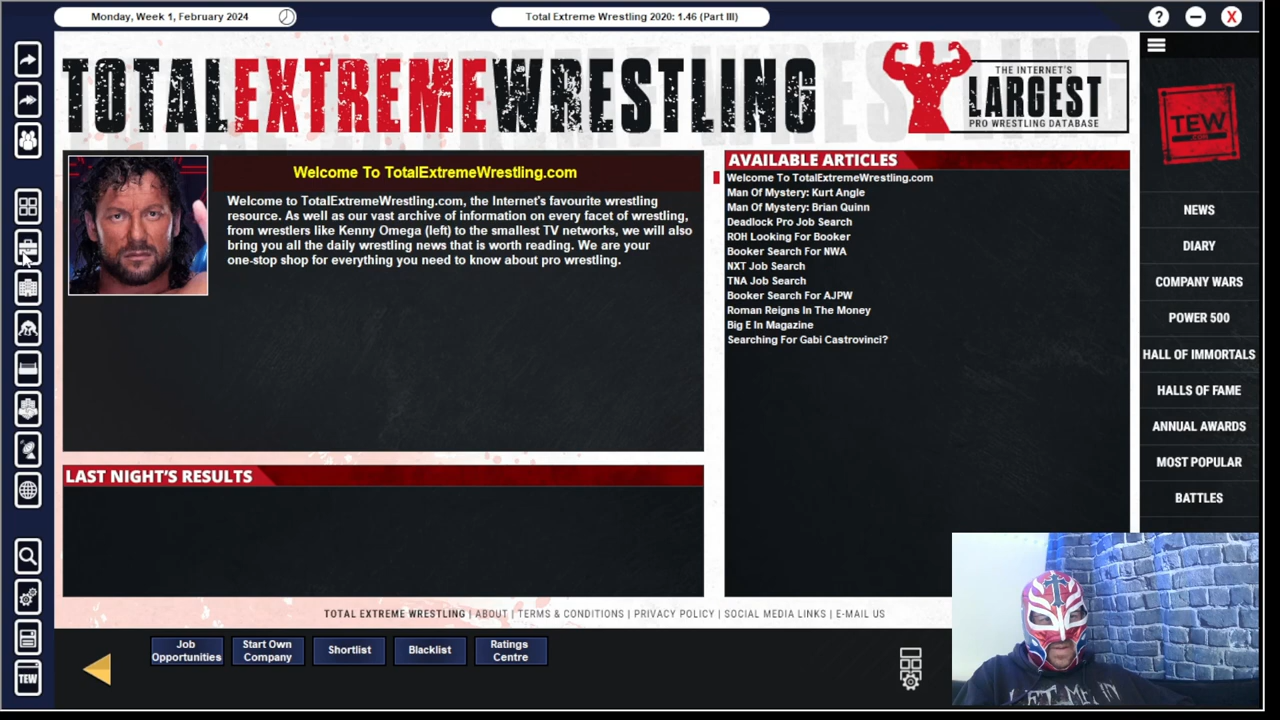 Monday, Week 1, February 2024
Total Extreme Wrestling 2020: 1.46 (Part III)
?
X
TOTALEXTREMEWRESTLING
THE INTERNET'S
LARGEST
PRO WRESTLING DATABASE
TEW
.COM
Welcome To TotalExtremeWrestling.com
Welcome to TotalExtremeWrestling.com, the Internet's favourite wrestling
resource. As well as our vast archive of information on every facet of wrestling,
from wrestlers like Kenny Omega (left) to the smallest TV networks, we will also
bring you all the daily wrestling news that is worth reading. We are your
one-stop shop for everything you need to know about pro wrestling.
AVAILABLE ARTICLES
Welcome To TotalExtremeWrestling.com
Man Of Mystery: Kurt Angle
Man Of Mystery: Brian Quinn
Deadlock Pro Job Search
ROH Looking For Booker
Booker Search For NWA
NXT Job Search
TNA Job Search
Booker Search For AJPW
Roman Reigns In The Money
Big E In Magazine
Searching For Gabi Castrovinci?
NEWS
DIARY
COMPANY WARS
POWER 500
HALL OF IMMORTALS
HALLS OF FAME
ANNUAL AWARDS
MOST POPULAR
BATTLES
LAST NIGHT'S RESULTS
TOTAL EXTREME WRESTLING | ABOUT | TERMS & CONDITIONS | PRIVACY POLICY | SOCIAL MEDIA LINKS | E-MAIL US
Job
Opportunities
Start Own
Company
Shortlist
Blacklist
Ratings
Centre
TEW